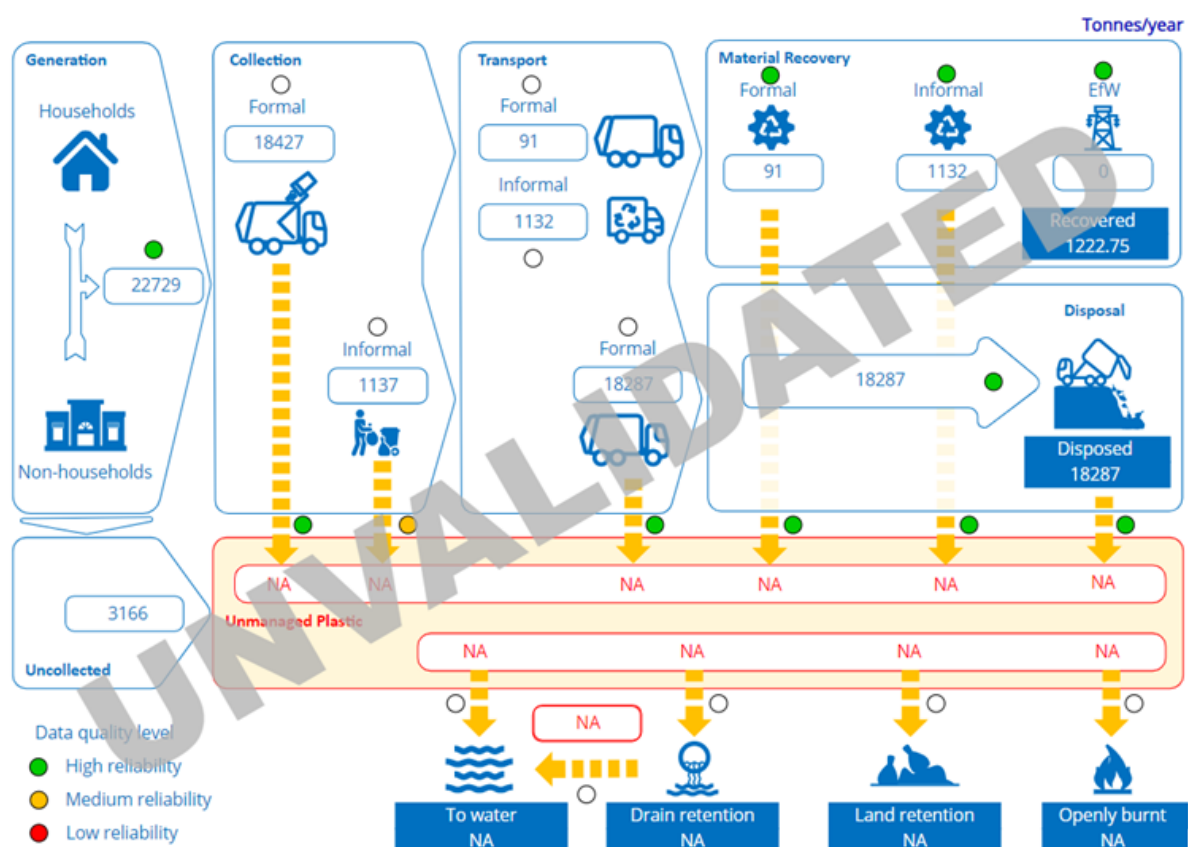 Tonnes/year
Generation
Households
22729
Non-households
Collection
Formal
18427
Informal
1137
Transport
Formal
91
Informal
1132
Formal
18287
Material Recovery
Formal
91
Informal
1132
EfW
0
Recovered
1222.75
Disposal
18287
Disposed
18287
3166
Uncollected
NA NA NA NA NA NA
Unmanaged Plastic
NA NA NA NA
NA
To water
NA
Drain retention
NA
Land retention
NA
Openly burnt
NA
Data quality level
High reliability
Medium reliability
Low reliability
UNVALIDATED